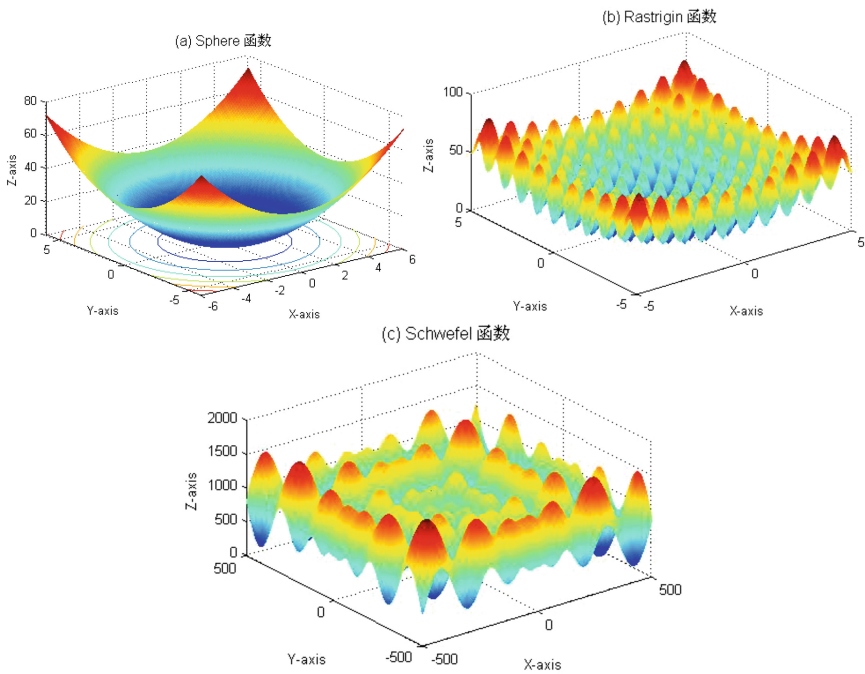 (a) Sphere 函数
Z-axis
80
60
40
20
0
5
0
-5
Y-axis
-6
-4
-2
0
2
4
6
X-axis
(b) Rastrigin 函数
Z-axis
100
50
0
5
0
-5
Y-axis
-5
0
5
X-axis
(c) Schwefel 函数
Z-axis
2000
1500
1000
500
0
500
0
-500
Y-axis
-500
0
500
X-axis